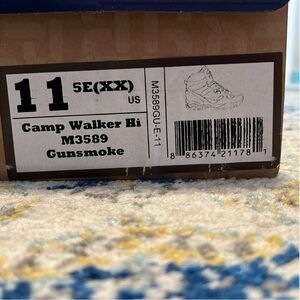 11 5E(XX)
US
Camp Walker Hi
M3589
Gunsmoke
M3589GU-E-11
8 86374 21178 1